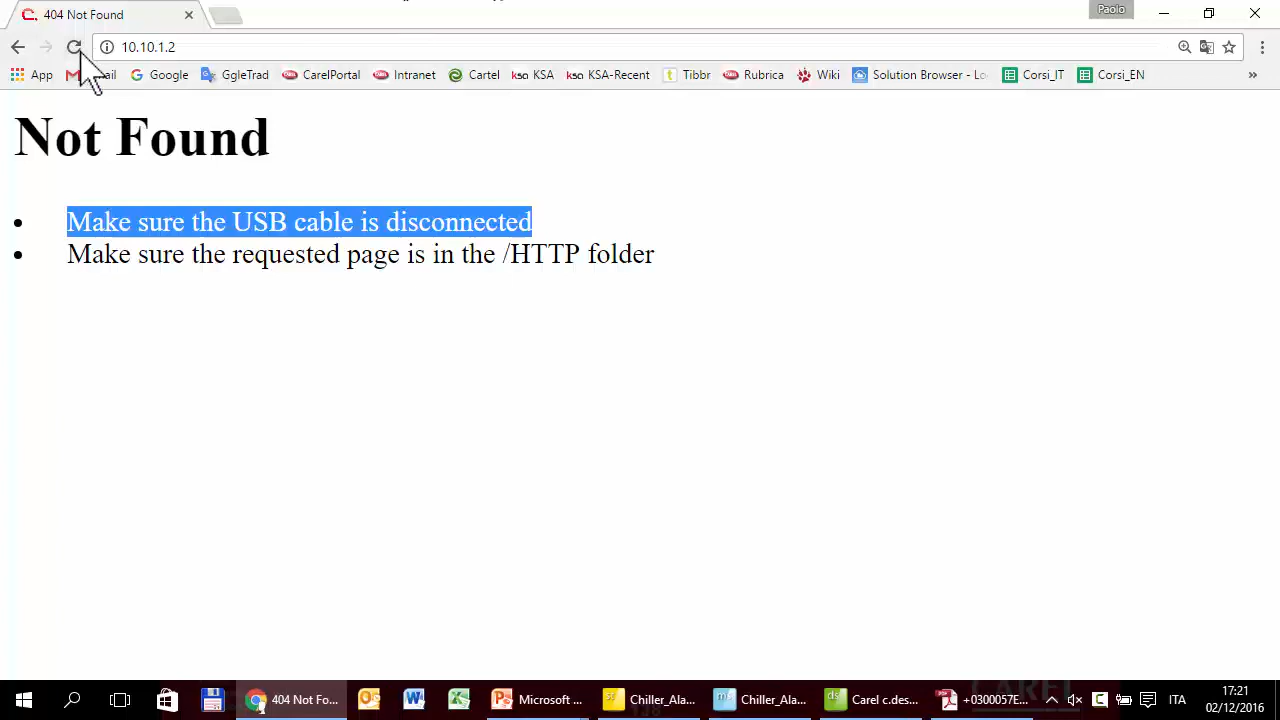 404 Not Found
Paolo
10.10.1.2
App
Google
GgleTrad
CarelPortal
Intranet
Cartel
ksa KSA
ksa KSA-Recent
Tibbr
Wiki
Solution Browser - Lo
Corsi_IT
Corsi_EN
»
Not Found
• Make sure the USB cable is disconnected
• Make sure the requested page is in the /HTTP folder
404 Not Fo...
Microsoft ...
Chiller_Ala...
Chiller_Ala...
Carel c.des...
+0300057E...
ITA
17:21
02/12/2016